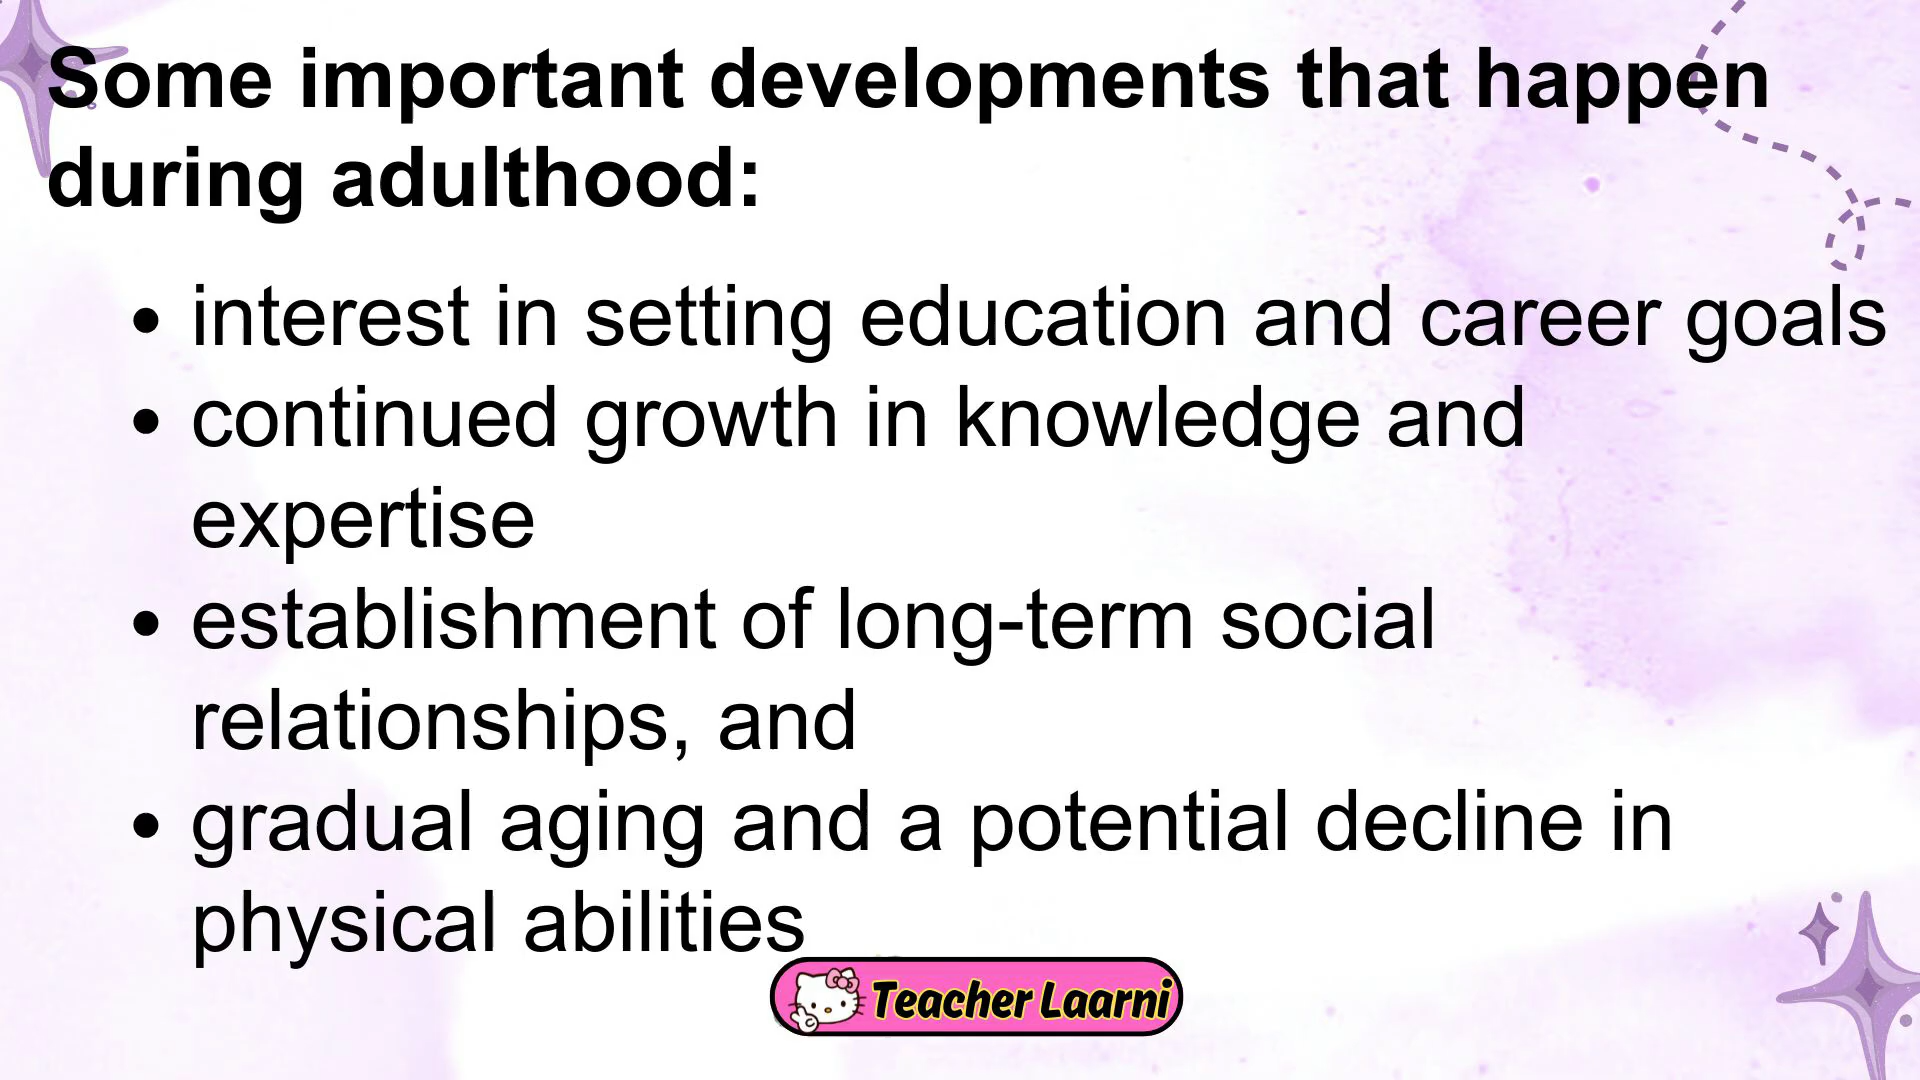 Some important developments that happen
during adulthood:
• interest in setting education and career goals
• continued growth in knowledge and
expertise
• establishment of long-term social
relationships, and
• gradual aging and a potential decline in
physical abilities
Teacher Laarni